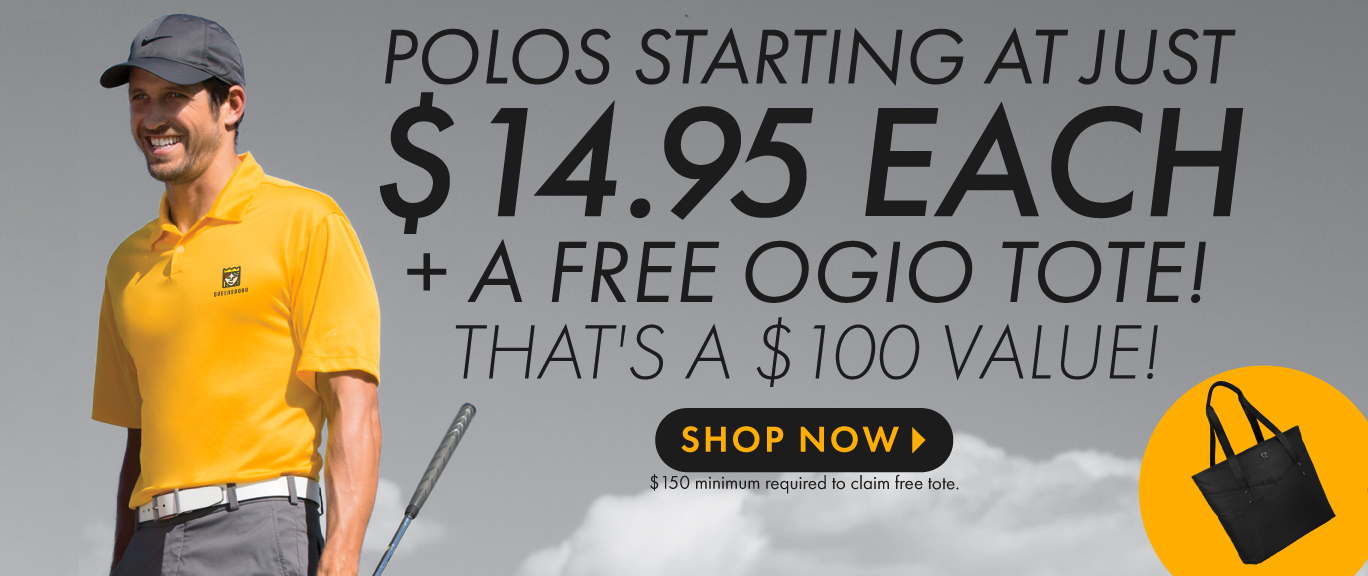 POLOS STARTING AT JUST
$14.95 EACH
+ A FREE OGIO TOTE!
THAT'S A $100 VALUE!
SHOP NOW
$150 minimum required to claim free tote.
QUEENSBORO